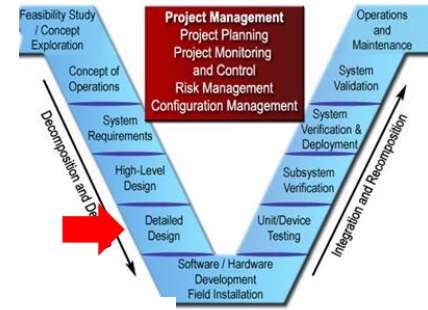 Feasibility Study
/ Concept
Exploration
Project Management
Project Planning
Project Monitoring
and Control
Risk Management
Configuration Management
Operations
and
Maintenance
Concept of
Operations
System
Validation
System
Requirements
System
Verification &
Deployment
High-Level
Design
Subsystem
Verification
Detailed
Design
Unit/Device
Testing
Software / Hardware
Development
Field Installation
Decomposition and De
Integration and Recomposition